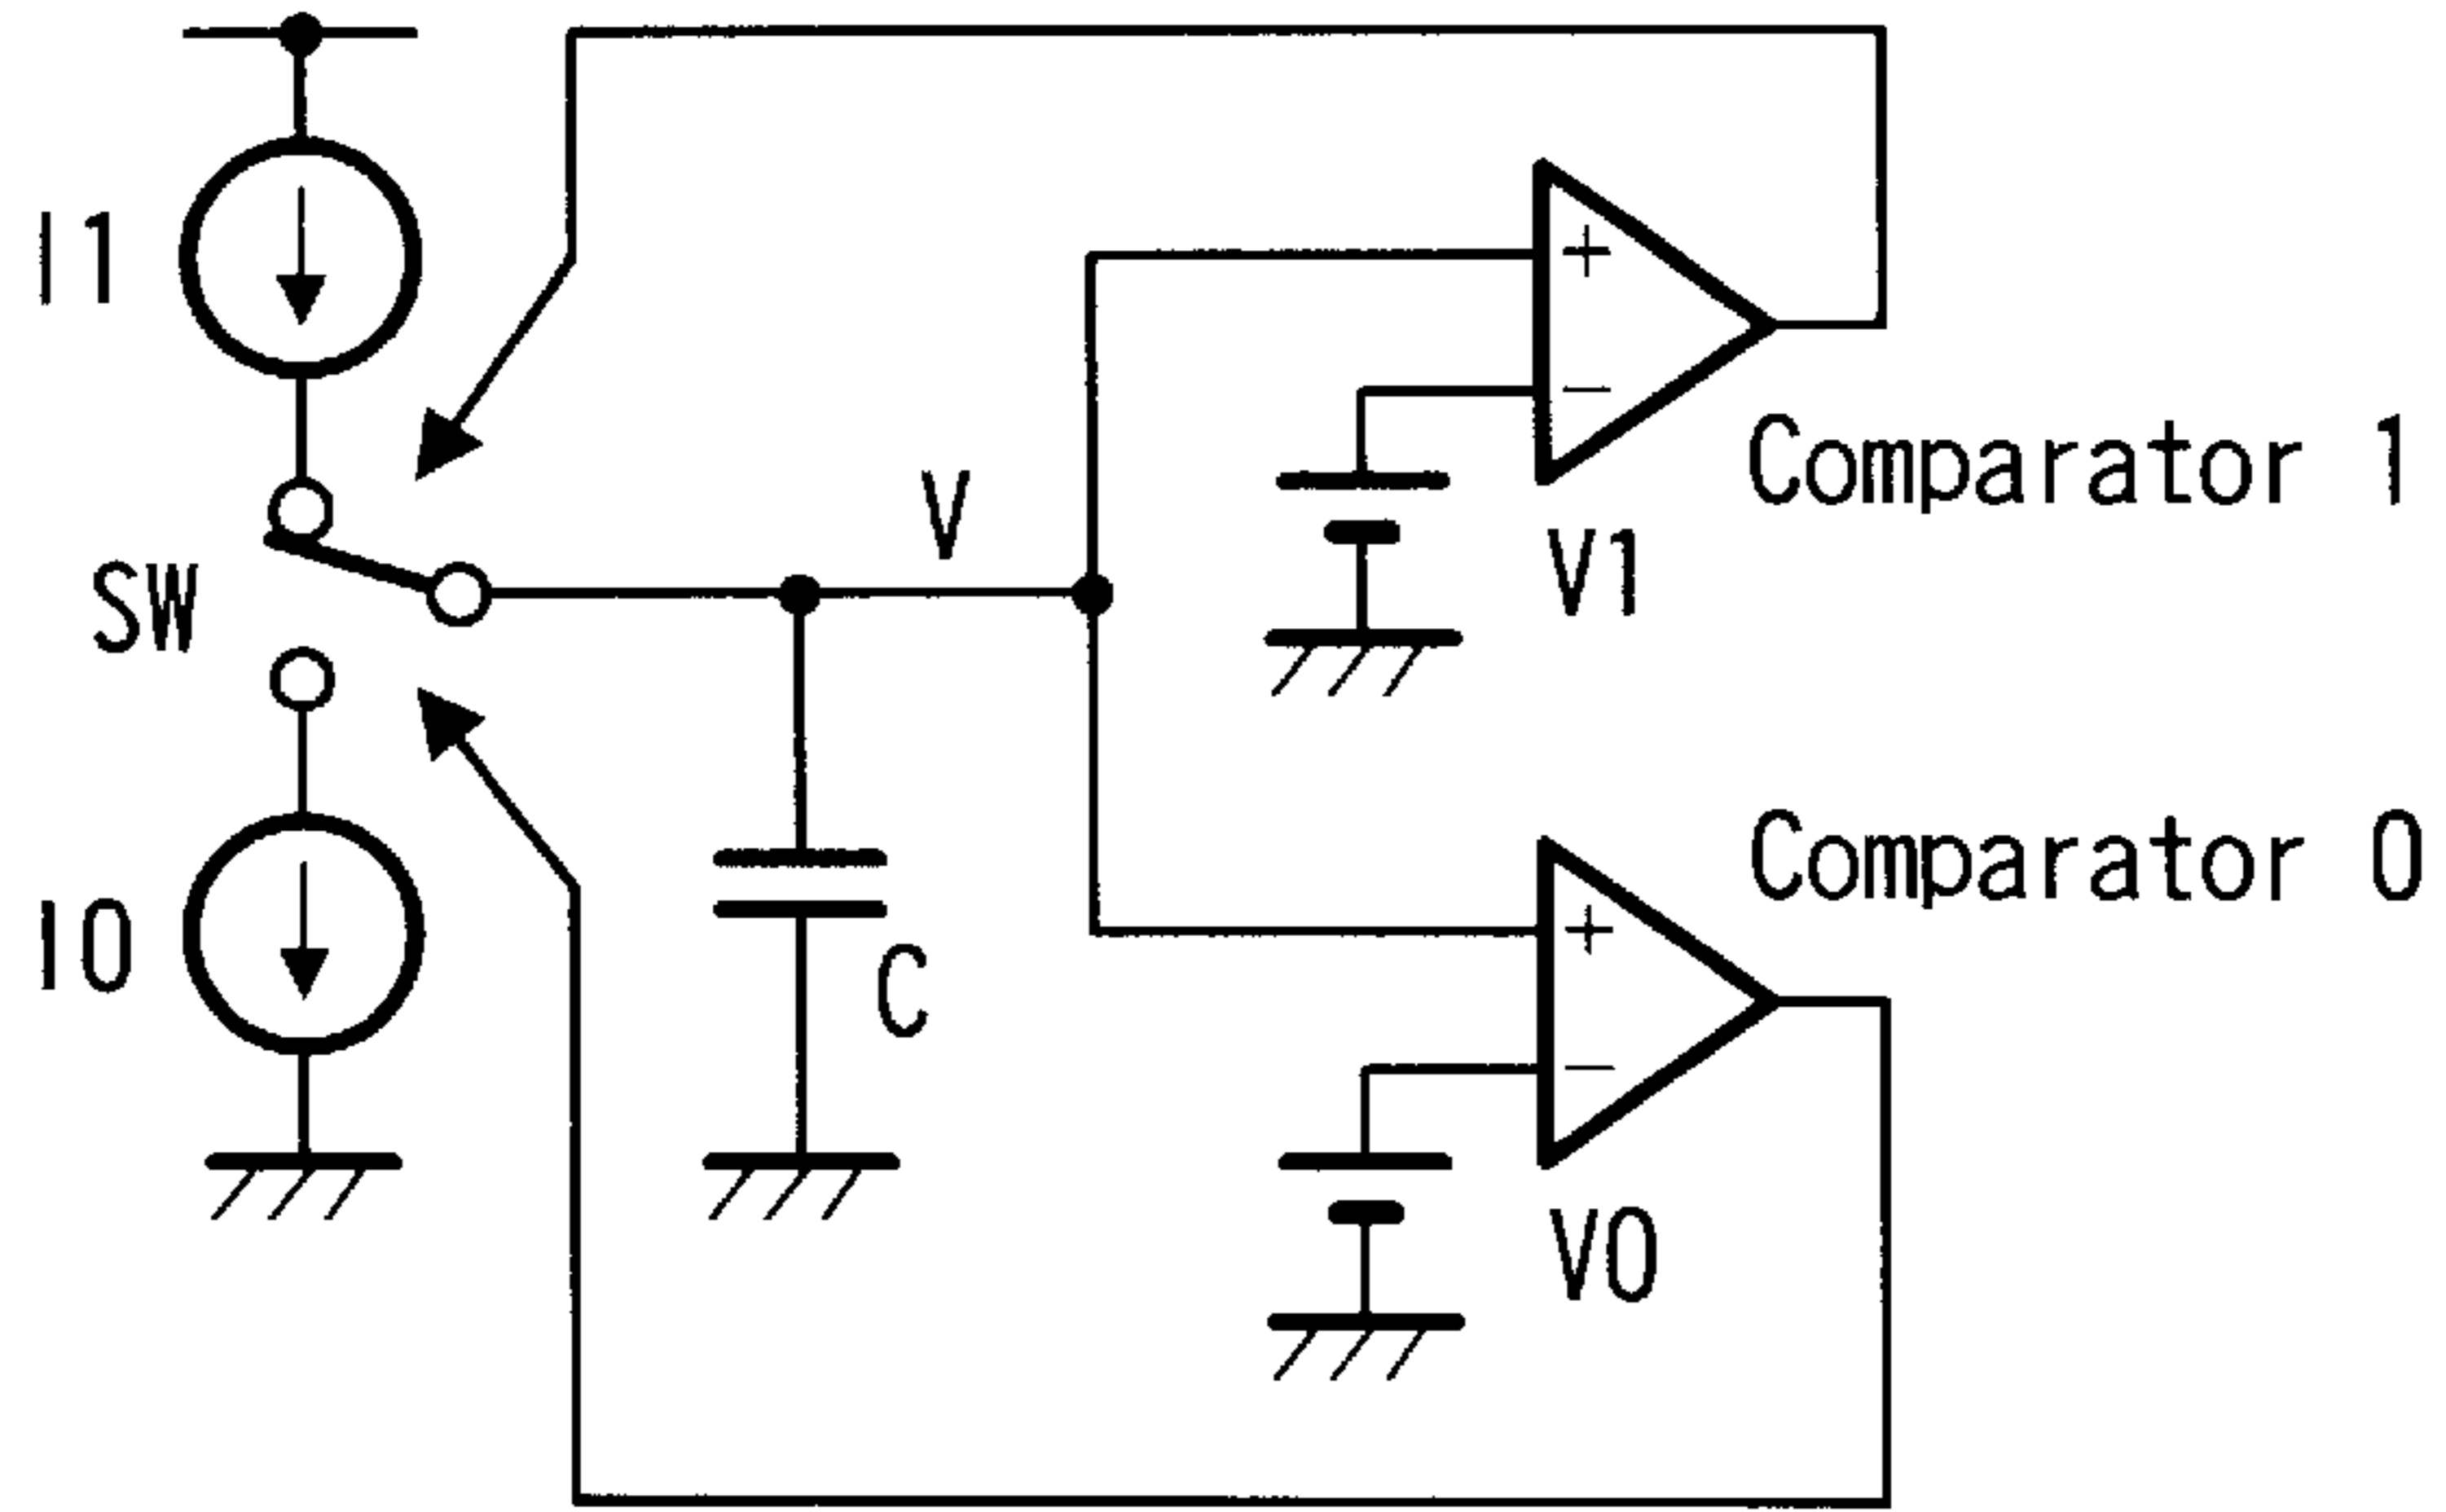 I1
+
−
Comparator 1
V
V1
SW
Comparator 0
I0
+
C
−
V0